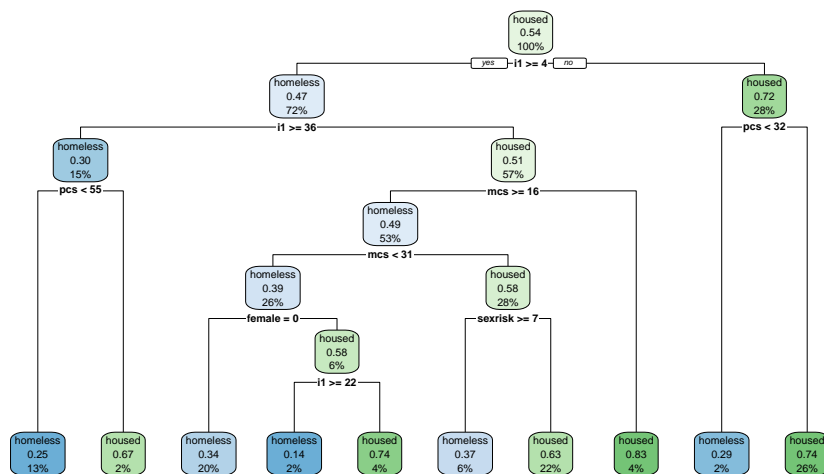 housed
0.54
100%
yes i1 >= 4 no
homeless
0.47
72%
housed
0.72
28%
i1 >= 36
pcs < 32
homeless
0.30
15%
housed
0.51
57%
pcs < 55
mcs >= 16
homeless
0.49
53%
mcs < 31
homeless
0.39
26%
housed
0.58
28%
female = 0
sexrisk >= 7
housed
0.58
6%
i1 >= 22
homeless
0.25
13%
housed
0.67
2%
homeless
0.34
20%
homeless
0.14
2%
housed
0.74
4%
homeless
0.37
6%
housed
0.63
22%
housed
0.83
4%
homeless
0.29
2%
housed
0.74
26%